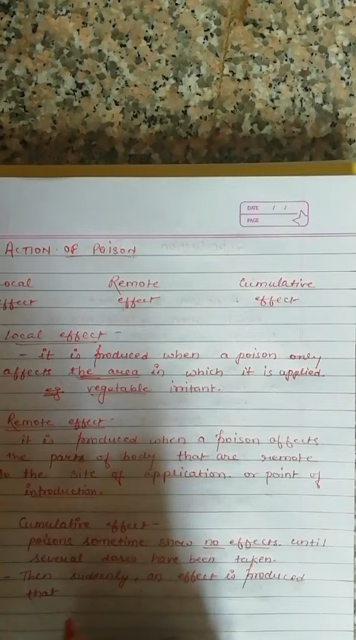 DATE / /
PAGE
ACTION OF POISON
ocal Remote Cumulative
ffect effect effect
Local effect -
- it is produced when a poison only
affects the area in which it is applied.
eg vegetable irritant.
Remote effect -
it is produced when a poison affects
the parts of body that are remote
to the site of application. or point of
introduction.
Cumulative effect -
poisons sometime show no effects until
several doses have been taken.
- Then suddenly, an effect is produced
that